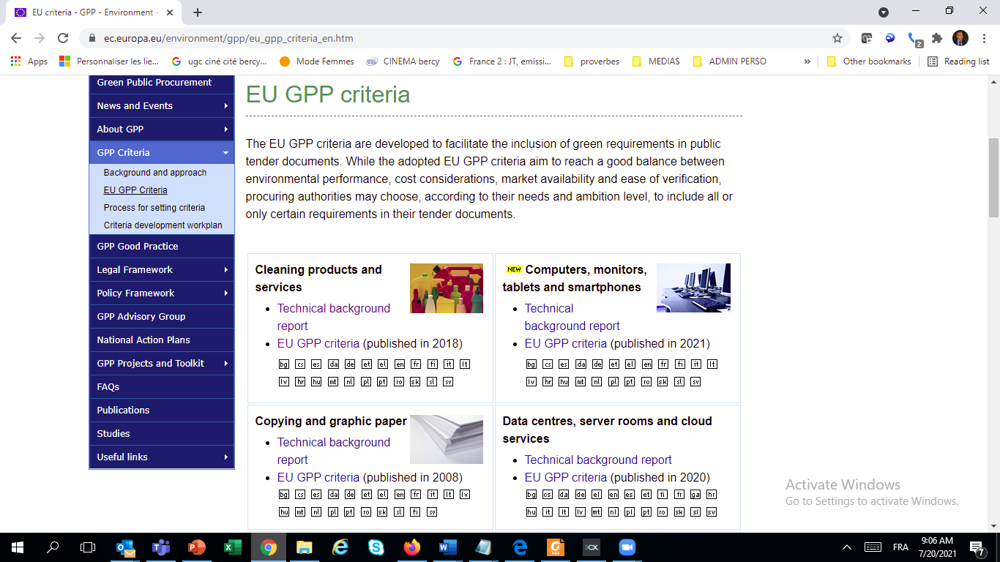 EU criteria - GPP - Environment -
ec.europa.eu/environment/gpp/eu_gpp_criteria_en.htm
2
Apps
Personnaliser les lie...
ugc ciné cité bercy...
Mode Femmes
CINEMA bercy
France 2 : JT, emissi...
proverbes
MEDIAS
ADMIN PERSO
»
Other bookmarks
Reading list
Green Public Procurement
News and Events
About GPP
GPP Criteria
Background and approach
EU GPP Criteria
Process for setting criteria
Criteria development workplan
GPP Good Practice
Legal Framework
Policy Framework
GPP Advisory Group
National Action Plans
GPP Projects and Toolkit
FAQs
Publications
Studies
Useful links
EU GPP criteria
The EU GPP criteria are developed to facilitate the inclusion of green requirements in public
tender documents. While the adopted EU GPP criteria aim to reach a good balance between
environmental performance, cost considerations, market availability and ease of verification,
procuring authorities may choose, according to their needs and ambition level, to include all or
only certain requirements in their tender documents.
Cleaning products and
services
• Technical background
report
• EU GPP criteria (published in 2018)
bg cs es da de et el en fr fi it lt
lv hr hu mt nl pl pt ro sk sl sv
NEW Computers, monitors,
tablets and smartphones
• Technical
background report
• EU GPP criteria (published in 2021)
bg cs es da de et el en fr fi it lt
lv hr hu mt nl pl pt ro sk sl sv
Copying and graphic paper
• Technical background
report
• EU GPP criteria (published in 2008)
bg cs es da de et el en fr it lt lv
hu mt nl pl pt ro sk sl fi sv
Data centres, server rooms and cloud
services
• Technical background report
• EU GPP criteria (published in 2020)
bg cs da de el en es et fi fr ga hr
hu it lt lv mt nl pl pt ro sk sl sv
Activate Windows
Go to Settings to activate Windows.
3CX
PDF
FRA
9:06 AM
7/20/2021
7